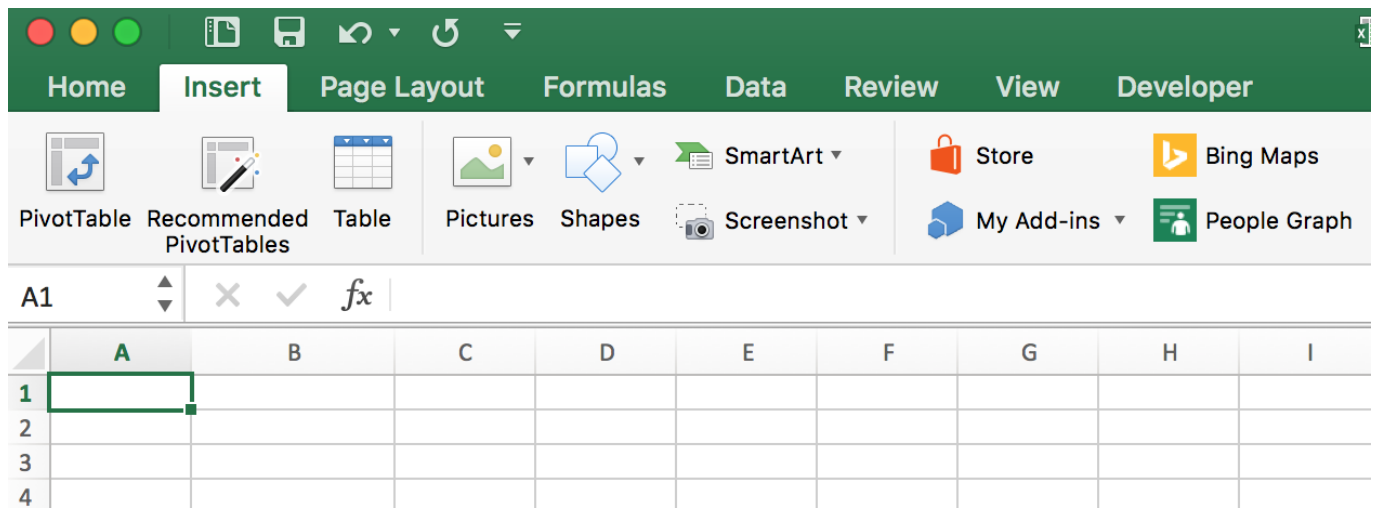 Home Insert Page Layout Formulas Data Review View Developer
SmartArt Store Bing Maps
PivotTable Recommended Table Pictures Shapes Screenshot My Add-ins People Graph
PivotTables
A1 fx
A B C D E F G H I
1
2
3
4